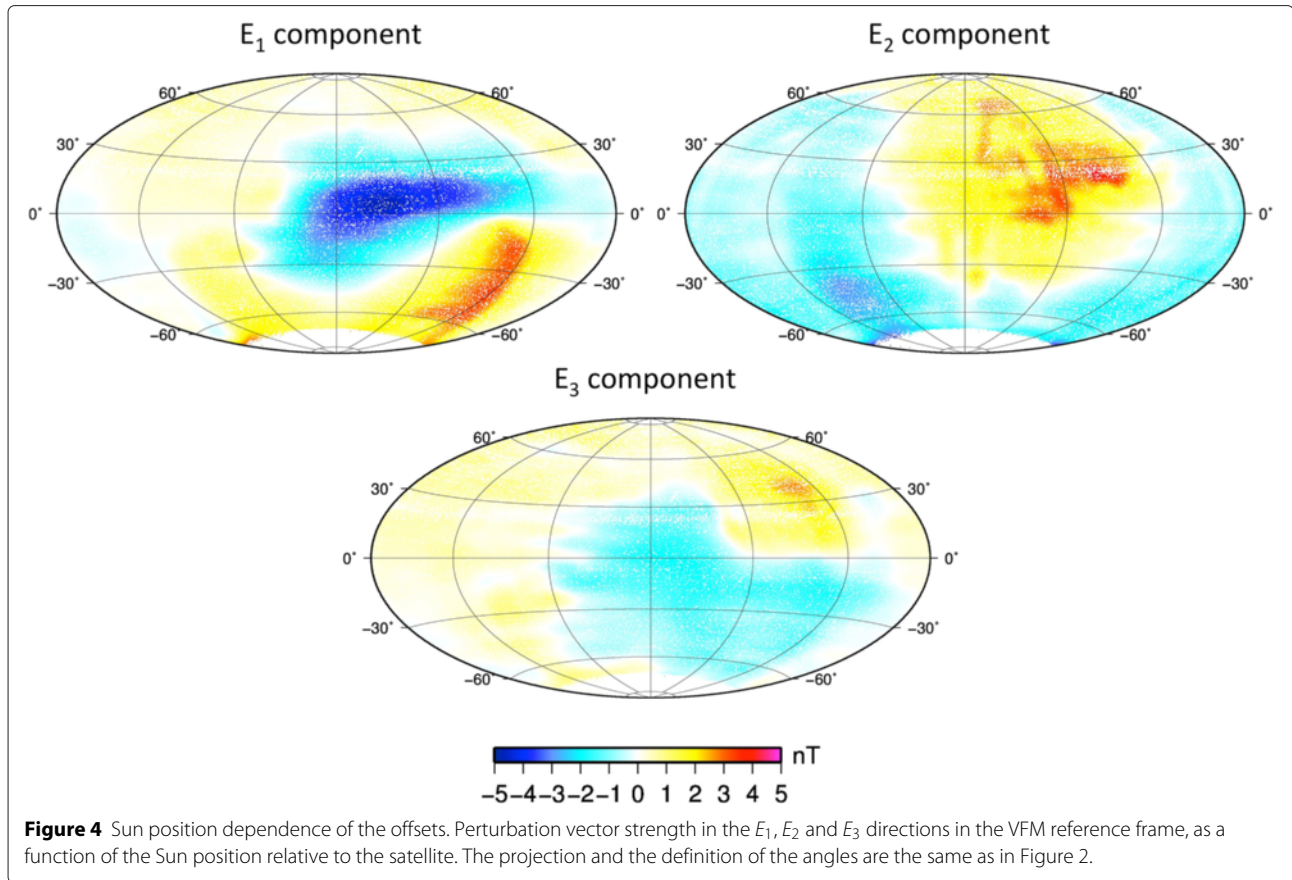 E₁ component
E₂ component
60° 60° 60° 60°
30° 30° 30° 30°
0° 0° 0° 0°
−30° −30° −30° −30°
−60° −60° −60° −60°
E₃ component
60° 60°
30° 30°
0° 0°
−30° −30°
−60° −60°
nT
−5 −4 −3 −2 −1 0 1 2 3 4 5
Figure 4 Sun position dependence of the offsets. Perturbation vector strength in the E₁, E₂ and E₃ directions in the VFM reference frame, as a
function of the Sun position relative to the satellite. The projection and the definition of the angles are the same as in Figure 2.